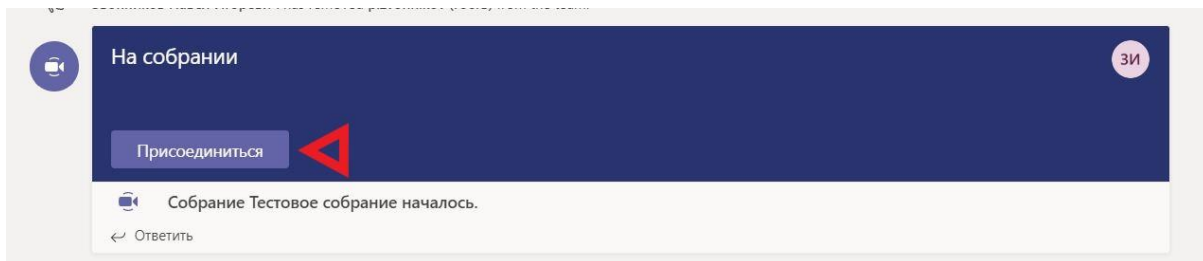 На собрании
ЗИ
Присоединиться
Собрание Тестовое собрание началось.
Ответить